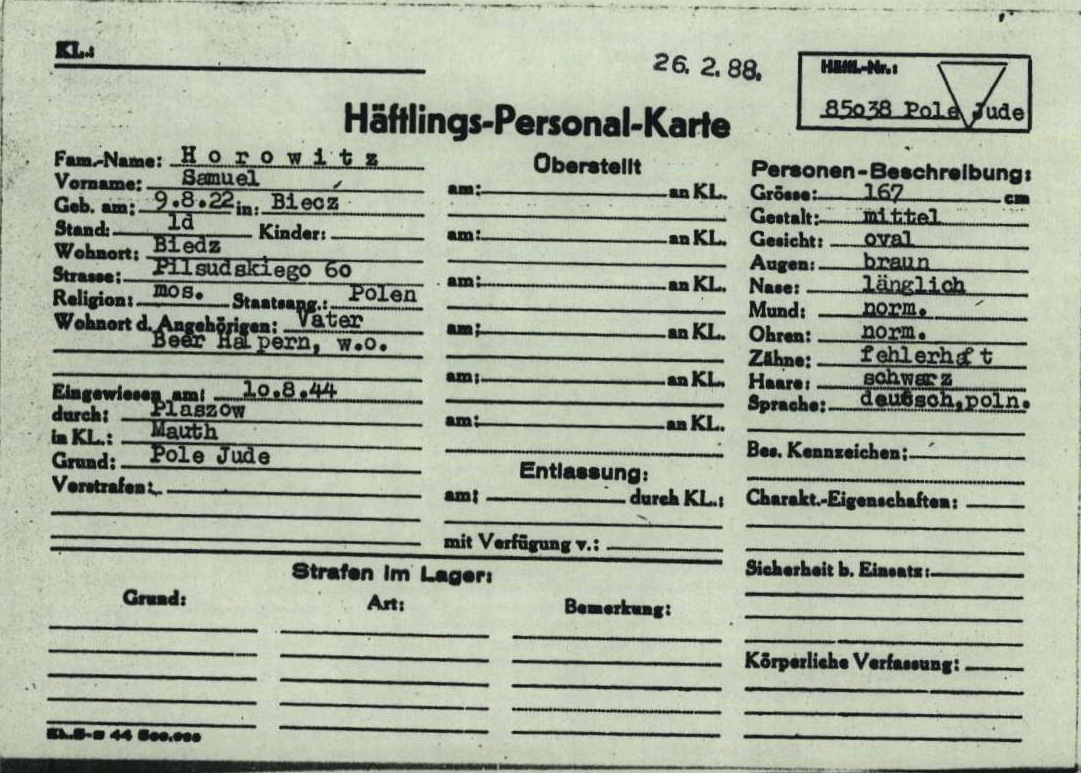 KL.:
26. 2. 88.
Häftl.-Nr.:
85o38 Pole Jude
Häftlings-Personal-Karte
Fam.-Name: H o r o w i t z
Vorname: Samuel
Geb. am: 9.8.22 in: Biecz
Stand: ld Kinder:
Wohnort: Biedz
Strasse: Pilsudskiego 6o
Religion: mos. Staatsang.: Polen
Wohnort d. Angehörigen: Vater
Beer Halpern, w.o.
Eingewiesen am: 1o.8.44
durch: Plaszow
in KL.: Mauth
Grund: Pole Jude
Vorstrafen:
Überstellt
am: an KL.
am: an KL.
am: an KL.
am: an KL.
am: an KL.
am: an KL.
Entlassung:
am: durch KL.:
mit Verfügung v.:
Personen-Beschreibung:
Grösse: 167 cm
Gestalt: mittel
Gesicht: oval
Augen: braun
Nase: länglich
Mund: norm.
Ohren: norm.
Zähne: fehlerhaft
Haare: schwarz
Sprache: deutsch, poln.
Bes. Kennzeichen:
Charakt.-Eigenschaften:
Sicherheit b. Einsatz:
Körperliche Verfassung:
Strafen im Lager:
Grund: Art: Bemerkung:
44 500.000